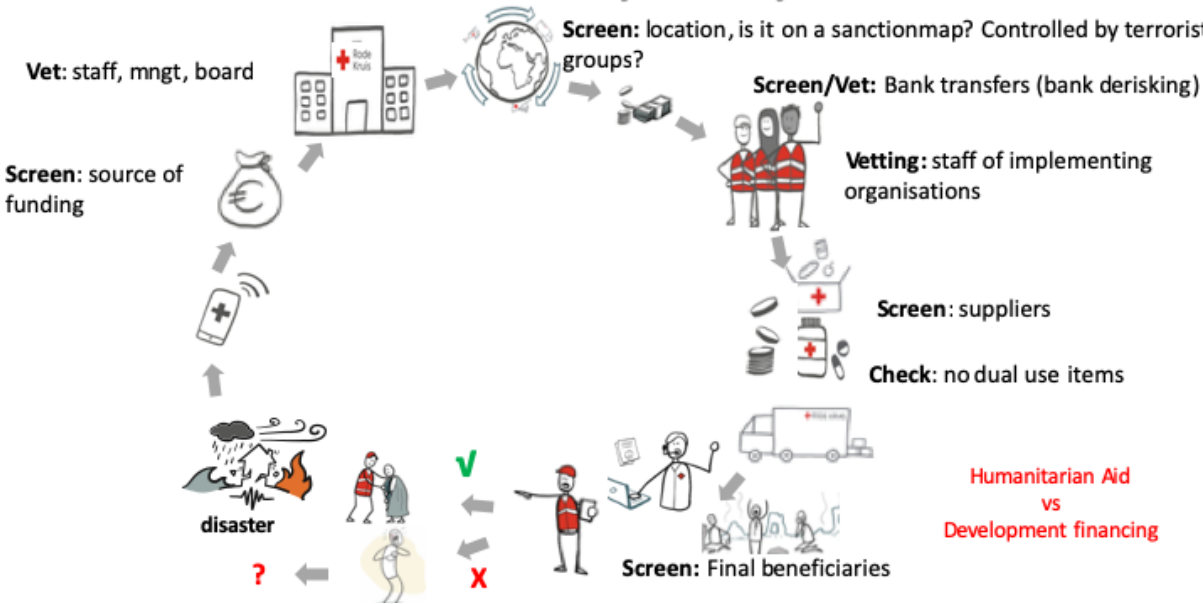 Screen: location, is it on a sanctionmap? Controlled by terrorist
groups?
Vet: staff, mngt, board
Rode
Kruis
Screen/Vet: Bank transfers (bank derisking)
Screen: source of
funding
€
Vetting: staff of implementing
organisations
Screen: suppliers
Check: no dual use items
√
Humanitarian Aid
vs
Development financing
disaster
?
X
Screen: Final beneficiaries